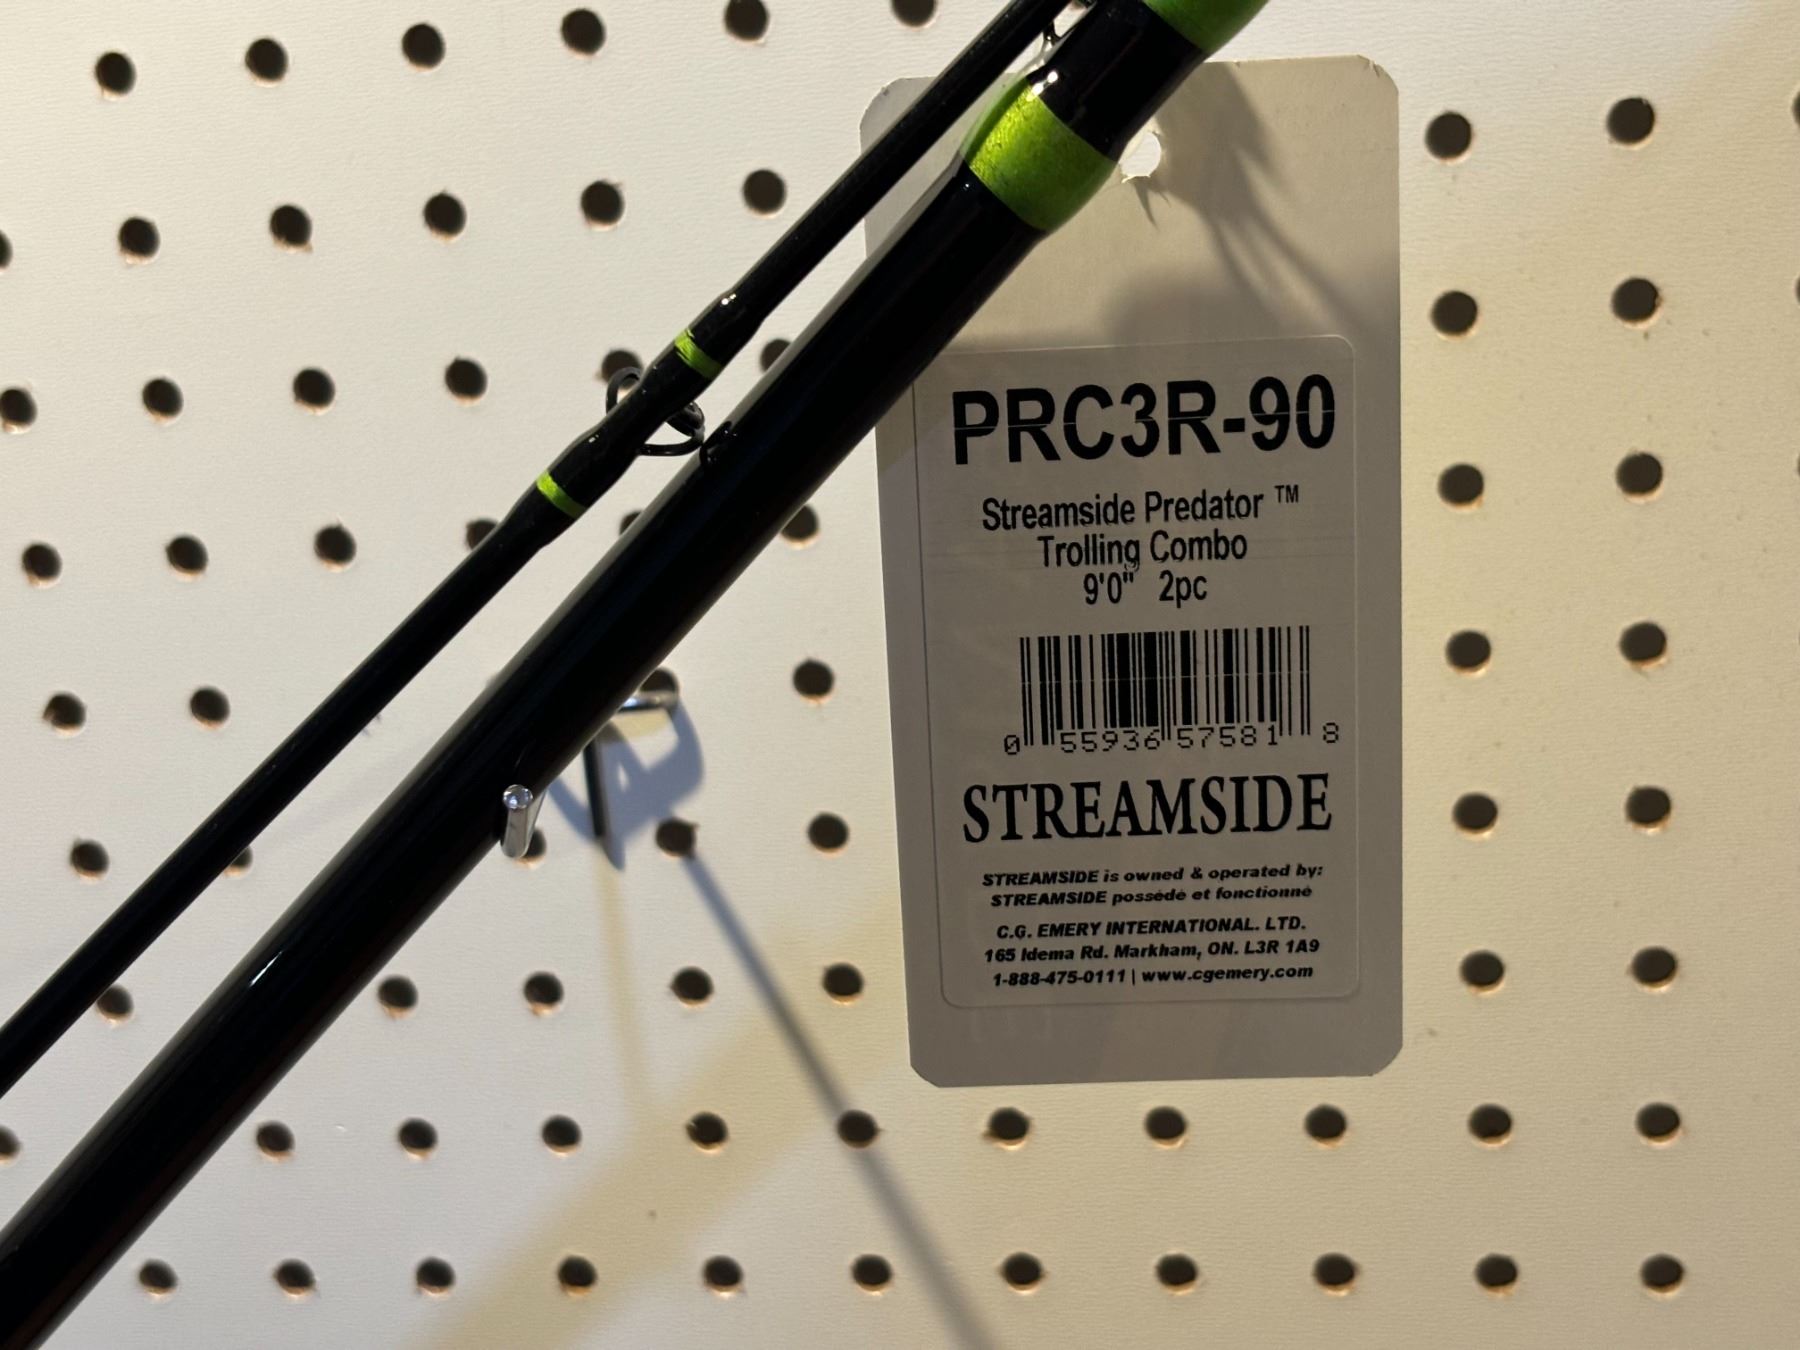 PRC3R-90
Streamside Predator ™
Trolling Combo
9'0" 2pc
0 55936 57581 8
STREAMSIDE
STREAMSIDE is owned & operated by:
STREAMSIDE possédé et fonctionné
C.G. EMERY INTERNATIONAL. LTD.
165 Idema Rd. Markham, ON. L3R 1A9
1-888-475-0111 | www.cgemery.com